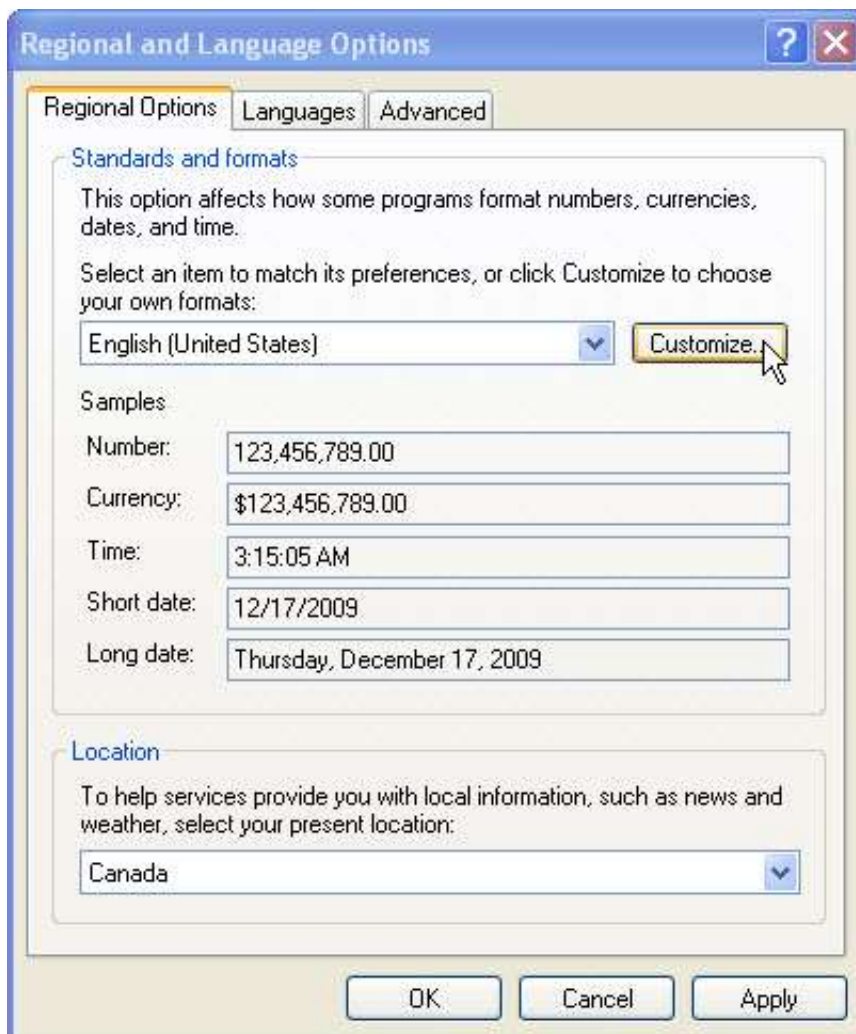 Regional and Language Options
Regional Options Languages Advanced
Standards and formats
This option affects how some programs format numbers, currencies,
dates, and time.
Select an item to match its preferences, or click Customize to choose
your own formats:
English (United States) Customize...
Samples
Number: 123,456,789.00
Currency: $123,456,789.00
Time: 3:15:05 AM
Short date: 12/17/2009
Long date: Thursday, December 17, 2009
Location
To help services provide you with local information, such as news and
weather, select your present location:
Canada
OK Cancel Apply